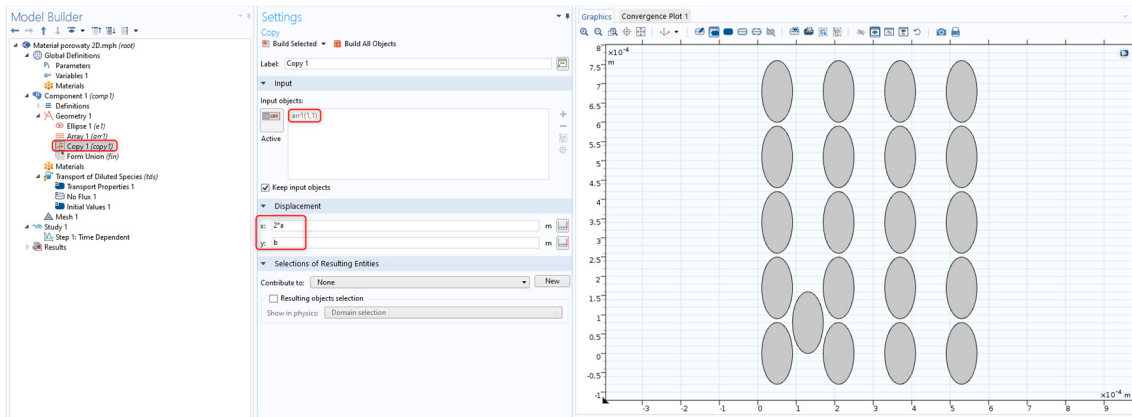 Model Builder
Material porowaty 2D.mph (root)
Global Definitions
Pi Parameters
a= Variables 1
Materials
Component 1 (comp1)
Definitions
Geometry 1
Ellipse 1 (e1)
Array 1 (arr1)
Copy 1 (copy1)
Form Union (fin)
Materials
Transport of Diluted Species (tds)
Transport Properties 1
No Flux 1
Initial Values 1
Mesh 1
Study 1
Step 1: Time Dependent
Results
Settings
Copy
Build Selected
Build All Objects
Label: Copy 1
Input
Input objects:
OFF
Active
arr1(1,1)
Keep input objects
Displacement
x: 2*a m
y: b m
Selections of Resulting Entities
Contribute to: None New
Resulting objects selection
Show in physics: Domain selection
Graphics Convergence Plot 1
8 ×10⁻⁴
m
7.5
7
6.5
6
5.5
5
4.5
4
3.5
3
2.5
2
1.5
1
0.5
0
-0.5
-1
×10⁻⁴ m
-3 -2 -1 0 1 2 3 4 5 6 7 8 9